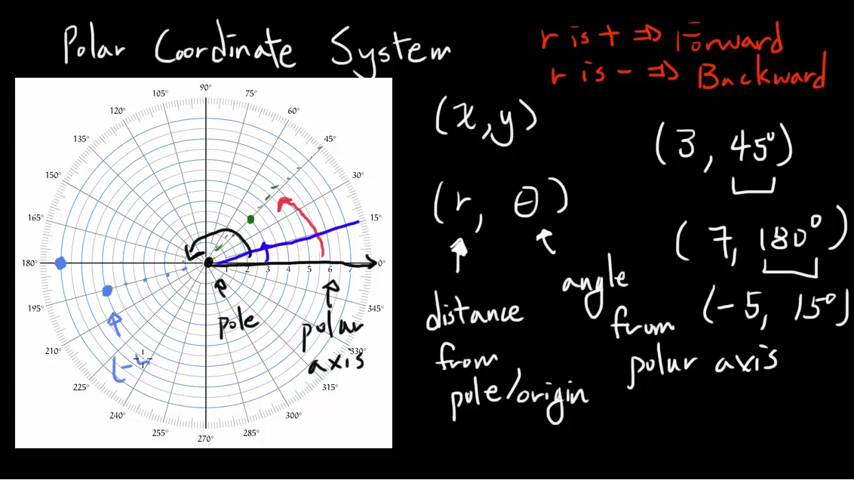 Polar Coordinate System
r is + ⇒ Forward
r is - ⇒ Backward
(x, y)
(3, 45°)
(r, θ)
(7, 180°)
(-5, 15°)
distance
from
pole/origin
angle
from
polar axis
90°
120° 105° 75° 60°
135° 45°
150° 30°
165° 15°
180° 1 2 3 4 5 6 0°
195°
pole
polar
axis
210° 330°
(-5
225° 315°
240° 300°
255° 270°